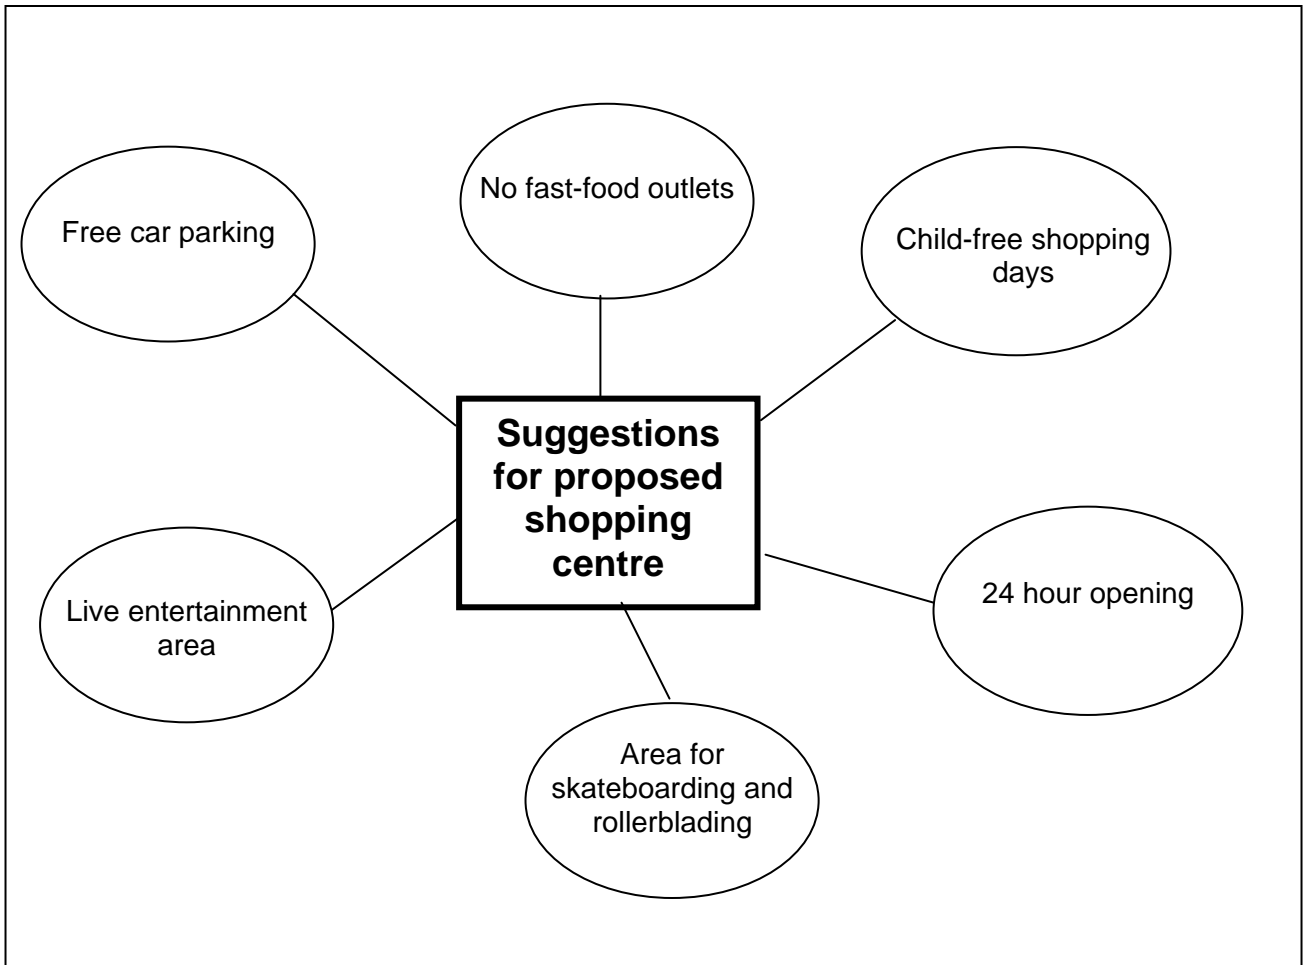 No fast-food outlets
Free car parking
Child-free shopping
days
Suggestions
for proposed
shopping
centre
Live entertainment
area
24 hour opening
Area for
skateboarding and
rollerblading